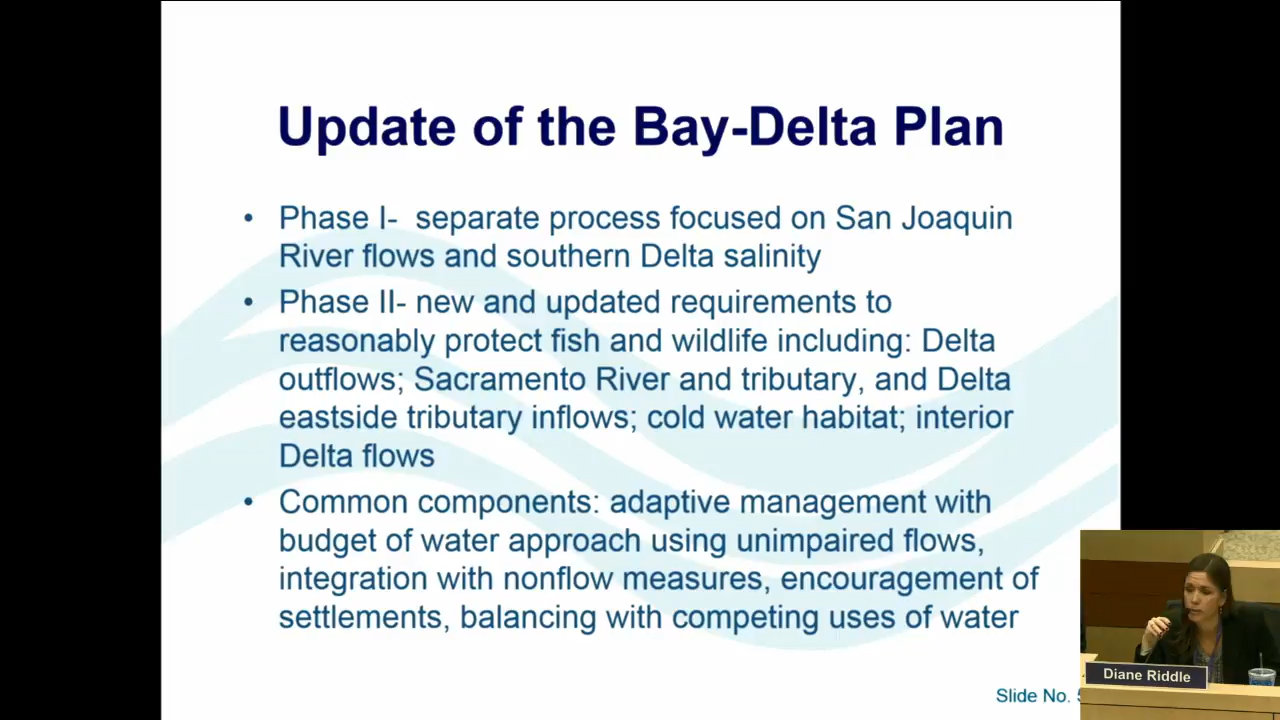 Update of the Bay-Delta Plan
• Phase I-  separate process focused on San Joaquin
River flows and southern Delta salinity
• Phase II- new and updated requirements to
reasonably protect fish and wildlife including: Delta
outflows; Sacramento River and tributary, and Delta
eastside tributary inflows; cold water habitat; interior
Delta flows
• Common components: adaptive management with
budget of water approach using unimpaired flows,
integration with nonflow measures, encouragement of
settlements, balancing with competing uses of water
Slide No.
Diane Riddle